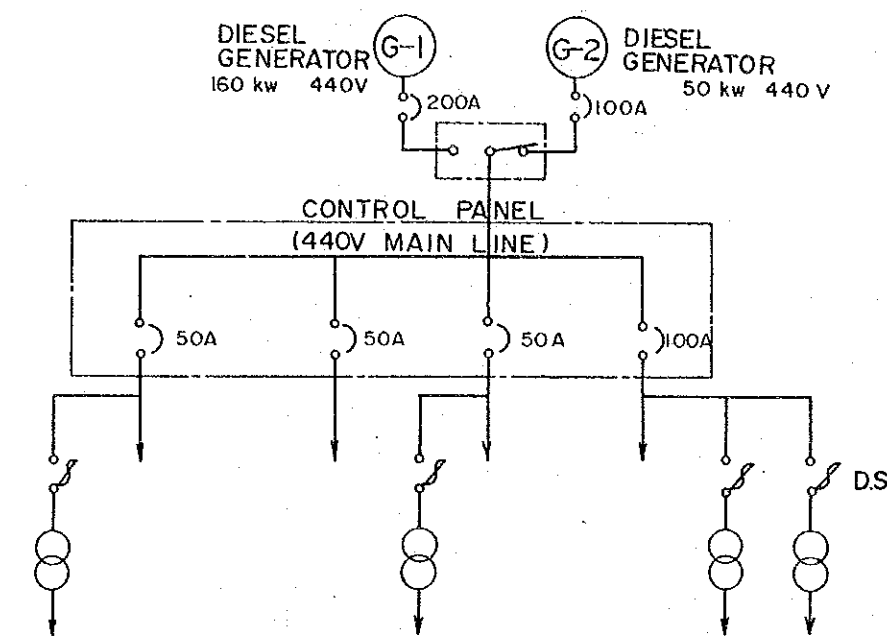 DIESEL
GENERATOR
160 kw 440V
G-1
G-2
DIESEL
GENERATOR
50 kw 440V
200A
100A
CONTROL PANEL
(440V MAIN LINE)
50A
50A
50A
100A
D.S